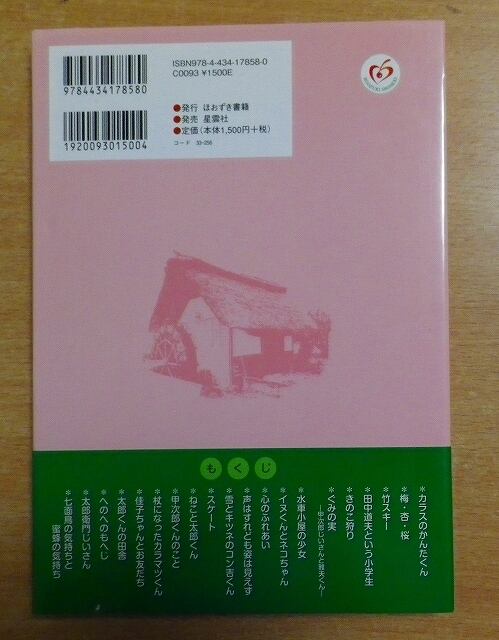 ISBN978-4-434-17858-0
C0093 ¥1500E
9784434178580
1920093015004
●発行 ほおずき書籍
●発売 星雲社
●定価(本体1,500円+税)
コード 33-256
もくじ
＊カラスのかんたくん
＊梅・杏・桜
＊竹スキー
＊田中道夫という小学生
＊きのこ狩り
＊ぐみの実
＊水車小屋の少女
＊イヌくんとネコちゃん
＊心のふれあい
＊声はすれども姿は見えず
＊雪とキツネのコン吉くん
＊スケート
＊ねこと太郎くん
＊甲次郎くんのこと
＊杖になったカラマツくん
＊佳子ちゃんとお友だち
＊太郎くんの田舎
＊へのへのもへじ
＊太郎衛門じいさん
＊七面鳥の気持ちと
蜜蜂の気持ち